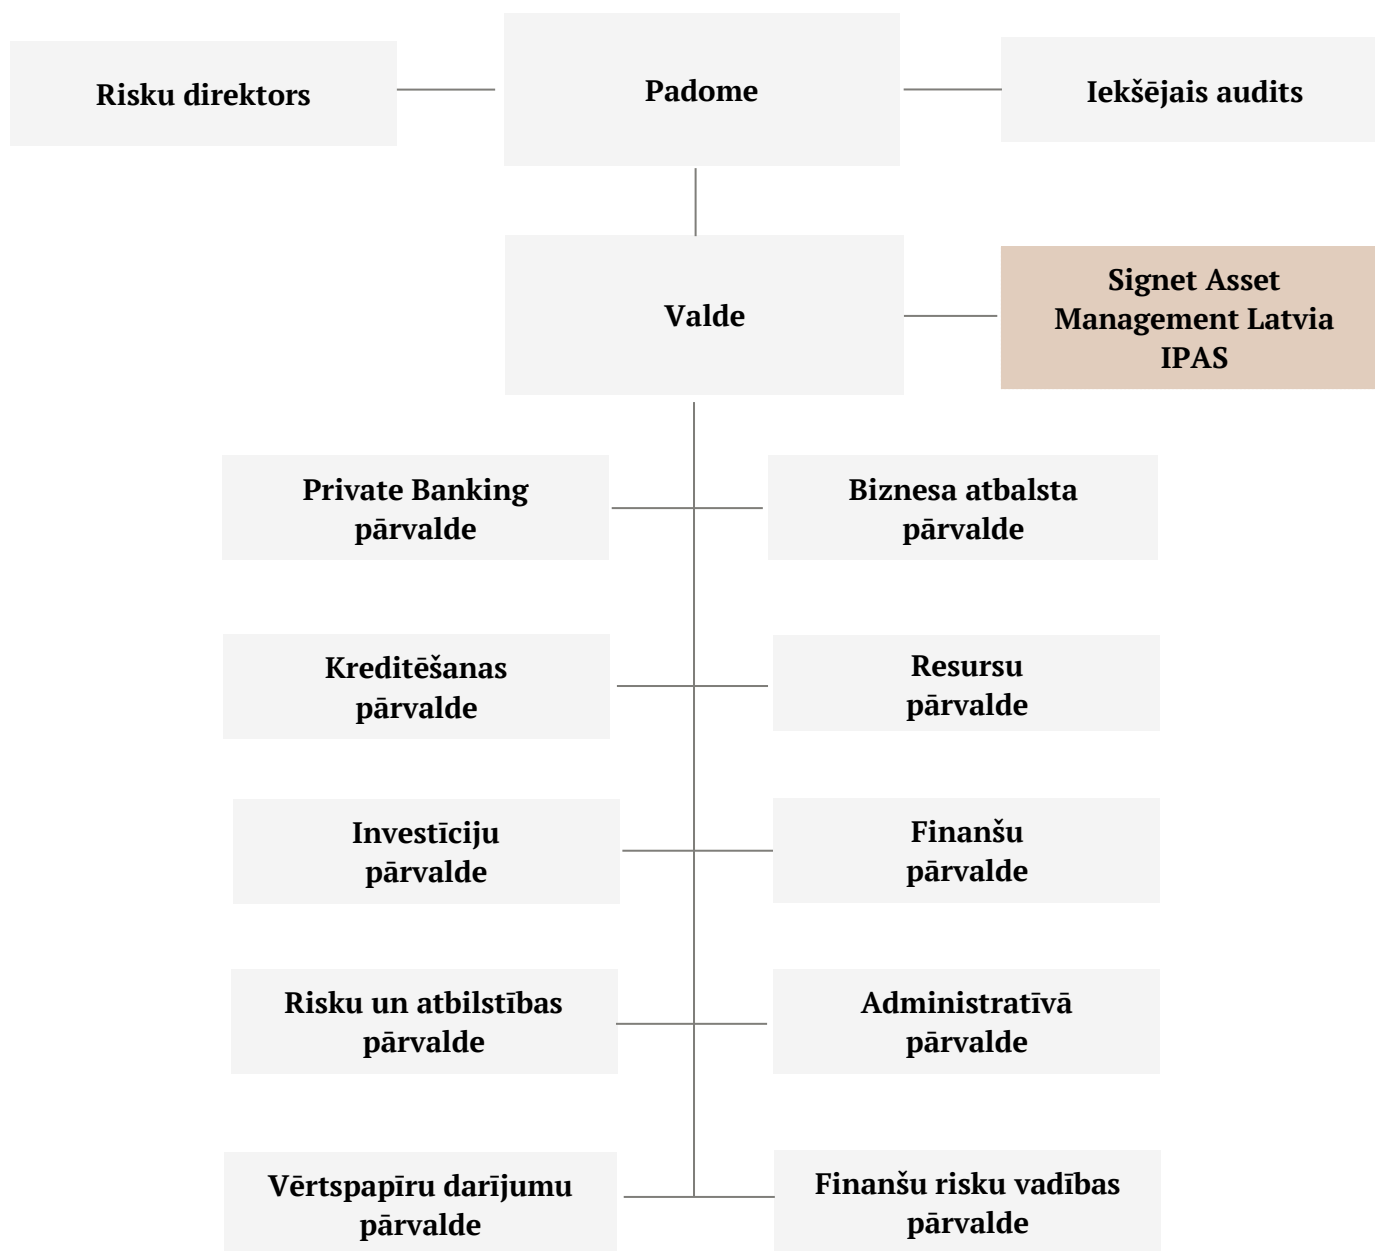 Risku direktors
Padome
Iekšējais audits
Valde
Signet Asset
Management Latvia
IPAS
Private Banking
pārvalde
Biznesa atbalsta
pārvalde
Kreditēšanas
pārvalde
Resursu
pārvalde
Investīciju
pārvalde
Finanšu
pārvalde
Risku un atbilstības
pārvalde
Administratīvā
pārvalde
Vērtspapīru darījumu
pārvalde
Finanšu risku vadības
pārvalde